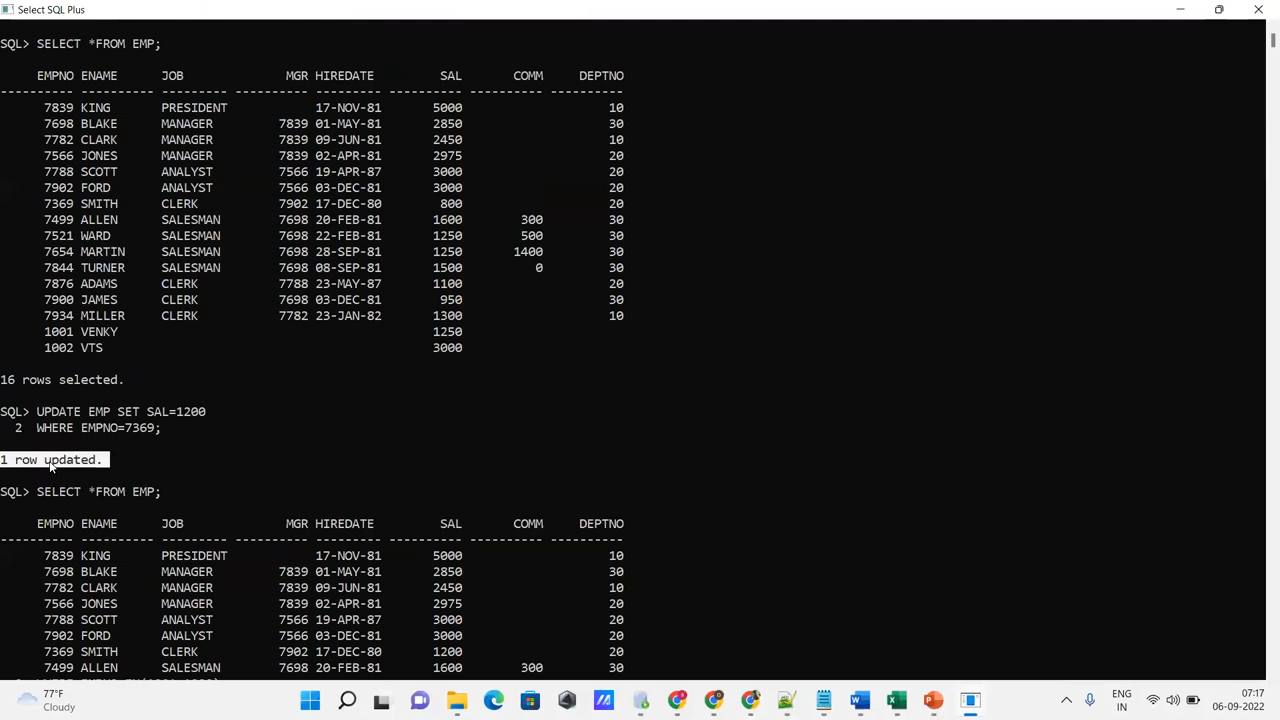 Select SQL Plus
SQL> SELECT *FROM EMP;
EMPNO ENAME JOB MGR HIREDATE SAL COMM DEPTNO
---------- ---------- --------- ---------- --------- ---------- ---------- ----------
7839 KING PRESIDENT 17-NOV-81 5000 10
7698 BLAKE MANAGER 7839 01-MAY-81 2850 30
7782 CLARK MANAGER 7839 09-JUN-81 2450 10
7566 JONES MANAGER 7839 02-APR-81 2975 20
7788 SCOTT ANALYST 7566 19-APR-87 3000 20
7902 FORD ANALYST 7566 03-DEC-81 3000 20
7369 SMITH CLERK 7902 17-DEC-80 800 20
7499 ALLEN SALESMAN 7698 20-FEB-81 1600 300 30
7521 WARD SALESMAN 7698 22-FEB-81 1250 500 30
7654 MARTIN SALESMAN 7698 28-SEP-81 1250 1400 30
7844 TURNER SALESMAN 7698 08-SEP-81 1500 0 30
7876 ADAMS CLERK 7788 23-MAY-87 1100 20
7900 JAMES CLERK 7698 03-DEC-81 950 30
7934 MILLER CLERK 7782 23-JAN-82 1300 10
1001 VENKY 1250
1002 VTS 3000
16 rows selected.
SQL> UPDATE EMP SET SAL=1200
2 WHERE EMPNO=7369;
1 row updated.
SQL> SELECT *FROM EMP;
EMPNO ENAME JOB MGR HIREDATE SAL COMM DEPTNO
---------- ---------- --------- ---------- --------- ---------- ---------- ----------
7839 KING PRESIDENT 17-NOV-81 5000 10
7698 BLAKE MANAGER 7839 01-MAY-81 2850 30
7782 CLARK MANAGER 7839 09-JUN-81 2450 10
7566 JONES MANAGER 7839 02-APR-81 2975 20
7788 SCOTT ANALYST 7566 19-APR-87 3000 20
7902 FORD ANALYST 7566 03-DEC-81 3000 20
7369 SMITH CLERK 7902 17-DEC-80 1200 20
7499 ALLEN SALESMAN 7698 20-FEB-81 1600 300 30
77°F
Cloudy
ENG
IN
07:17
06-09-2022